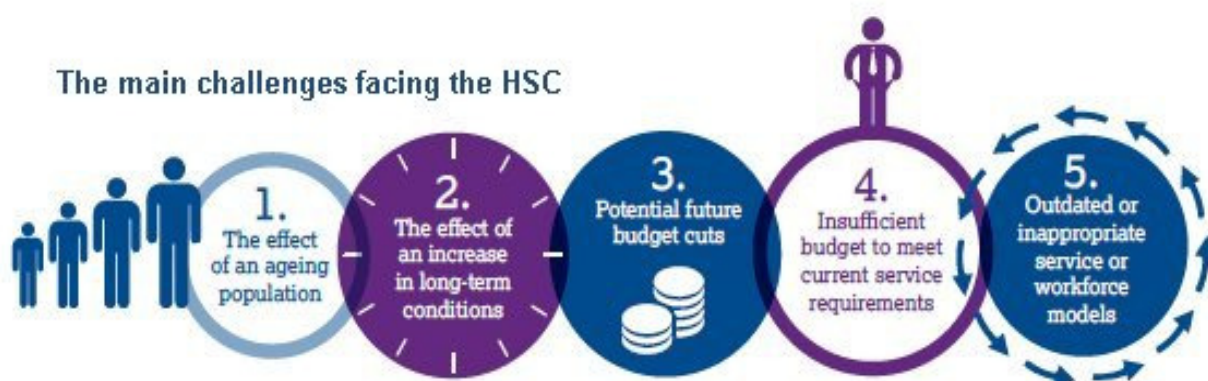 The main challenges facing the HSC
1.
The effect
of an ageing
population
2.
The effect of
an increase
in long-term
conditions
3.
Potential future
budget cuts
4.
Insufficient
budget to meet
current service
requirements
5.
Outdated or
inappropriate
service or
workforce
models